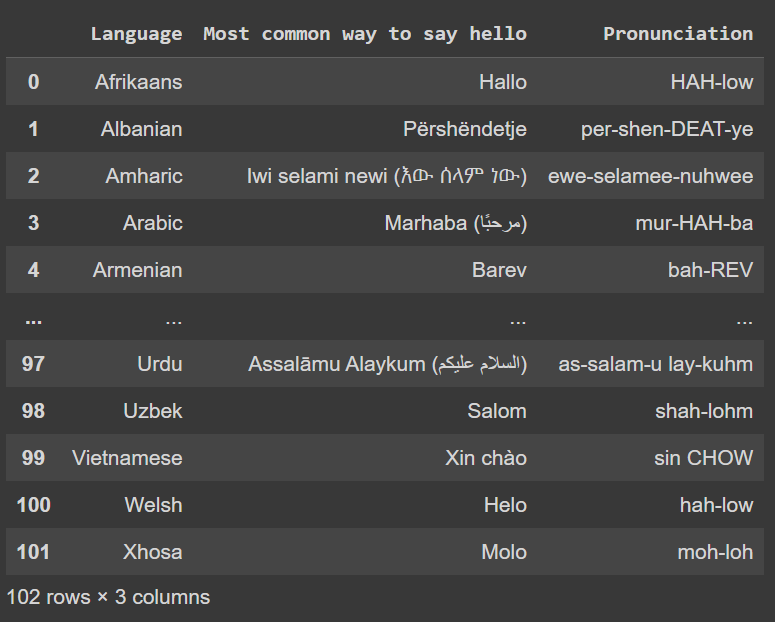 Language Most common way to say hello Pronunciation
0 Afrikaans Hallo HAH-low
1 Albanian Përshëndetje per-shen-DEAT-ye
2 Amharic Iwi selami newi (እው ሰላም ነው) ewe-selamee-nuhwee
3 Arabic Marhaba (مرحبًا) mur-HAH-ba
4 Armenian Barev bah-REV
... ... ... ...
97 Urdu Assalāmu Alaykum (السلام عليكم) as-salam-u lay-kuhm
98 Uzbek Salom shah-lohm
99 Vietnamese Xin chào sin CHOW
100 Welsh Helo hah-low
101 Xhosa Molo moh-loh
102 rows × 3 columns